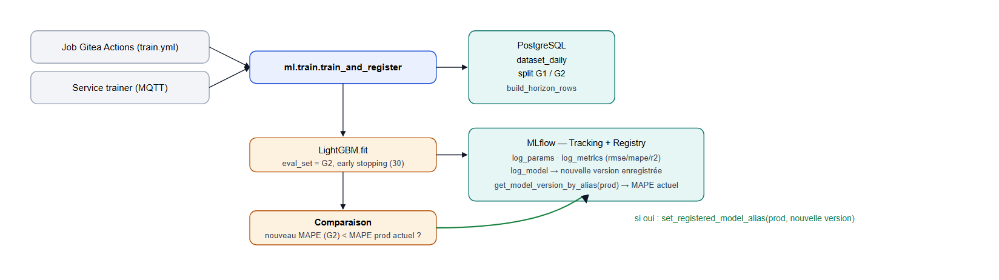 Job Gitea Actions (train.yml)
Service trainer (MQTT)
ml.train.train_and_register
PostgreSQL
dataset_daily
split G1 / G2
build_horizon_rows
LightGBM.fit
eval_set = G2, early stopping (30)
MLflow — Tracking + Registry
log_params · log_metrics (rmse/mape/r2)
log_model → nouvelle version enregistrée
get_model_version_by_alias(prod) → MAPE actuel
Comparaison
nouveau MAPE (G2) < MAPE prod actuel ?
si oui : set_registered_model_alias(prod, nouvelle version)